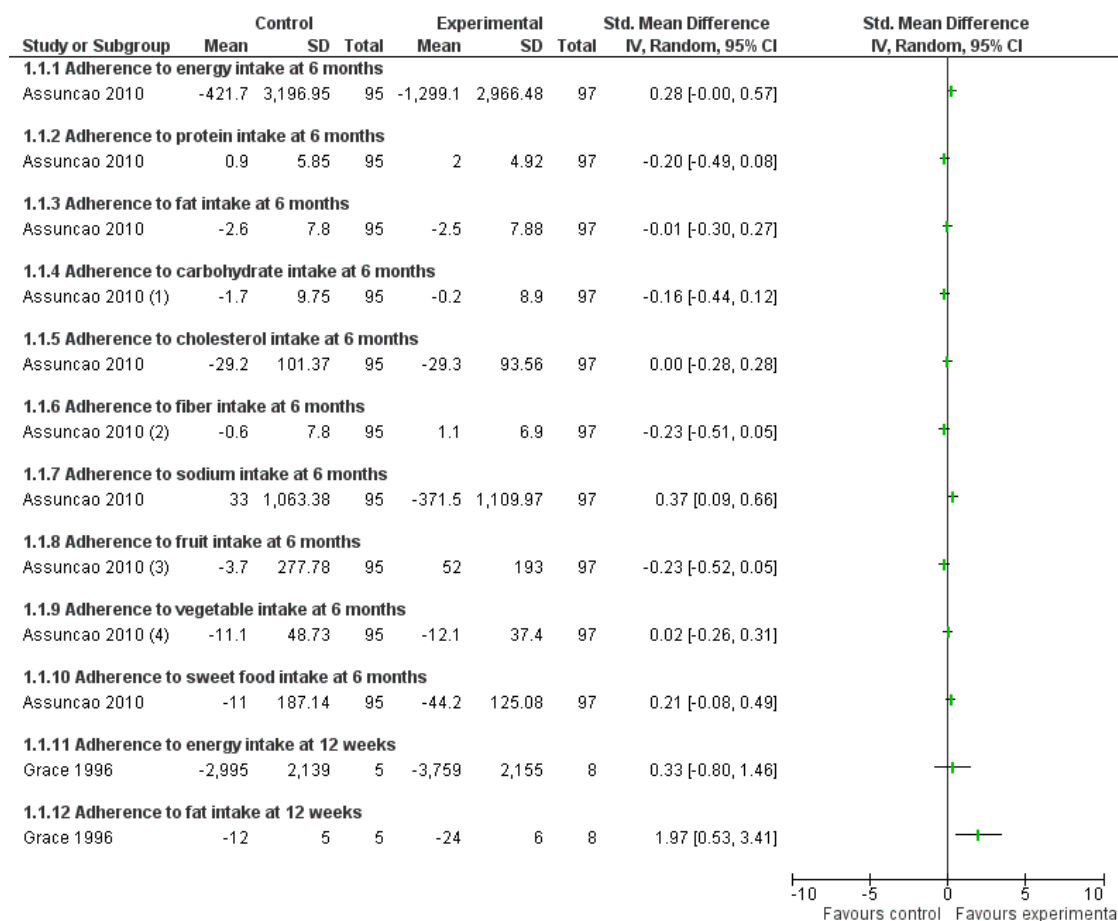 Control Experimental Std. Mean Difference Std. Mean Difference
Study or Subgroup Mean SD Total Mean SD Total IV, Random, 95% CI IV, Random, 95% CI
1.1.1 Adherence to energy intake at 6 months
Assuncao 2010 -421.7 3,196.95 95 -1,299.1 2,966.48 97 0.28 [-0.00, 0.57]
1.1.2 Adherence to protein intake at 6 months
Assuncao 2010 0.9 5.85 95 2 4.92 97 -0.20 [-0.49, 0.08]
1.1.3 Adherence to fat intake at 6 months
Assuncao 2010 -2.6 7.8 95 -2.5 7.88 97 -0.01 [-0.30, 0.27]
1.1.4 Adherence to carbohydrate intake at 6 months
Assuncao 2010 (1) -1.7 9.75 95 -0.2 8.9 97 -0.16 [-0.44, 0.12]
1.1.5 Adherence to cholesterol intake at 6 months
Assuncao 2010 -29.2 101.37 95 -29.3 93.56 97 0.00 [-0.28, 0.28]
1.1.6 Adherence to fiber intake at 6 months
Assuncao 2010 (2) -0.6 7.8 95 1.1 6.9 97 -0.23 [-0.51, 0.05]
1.1.7 Adherence to sodium intake at 6 months
Assuncao 2010 33 1,063.38 95 -371.5 1,109.97 97 0.37 [0.09, 0.66]
1.1.8 Adherence to fruit intake at 6 months
Assuncao 2010 (3) -3.7 277.78 95 52 193 97 -0.23 [-0.52, 0.05]
1.1.9 Adherence to vegetable intake at 6 months
Assuncao 2010 (4) -11.1 48.73 95 -12.1 37.4 97 0.02 [-0.26, 0.31]
1.1.10 Adherence to sweet food intake at 6 months
Assuncao 2010 -11 187.14 95 -44.2 125.08 97 0.21 [-0.08, 0.49]
1.1.11 Adherence to energy intake at 12 weeks
Grace 1996 -2,995 2,139 5 -3,759 2,155 8 0.33 [-0.80, 1.46]
1.1.12 Adherence to fat intake at 12 weeks
Grace 1996 -12 5 5 -24 6 8 1.97 [0.53, 3.41]
-10 -5 0 5 10
Favours control Favours experimenta